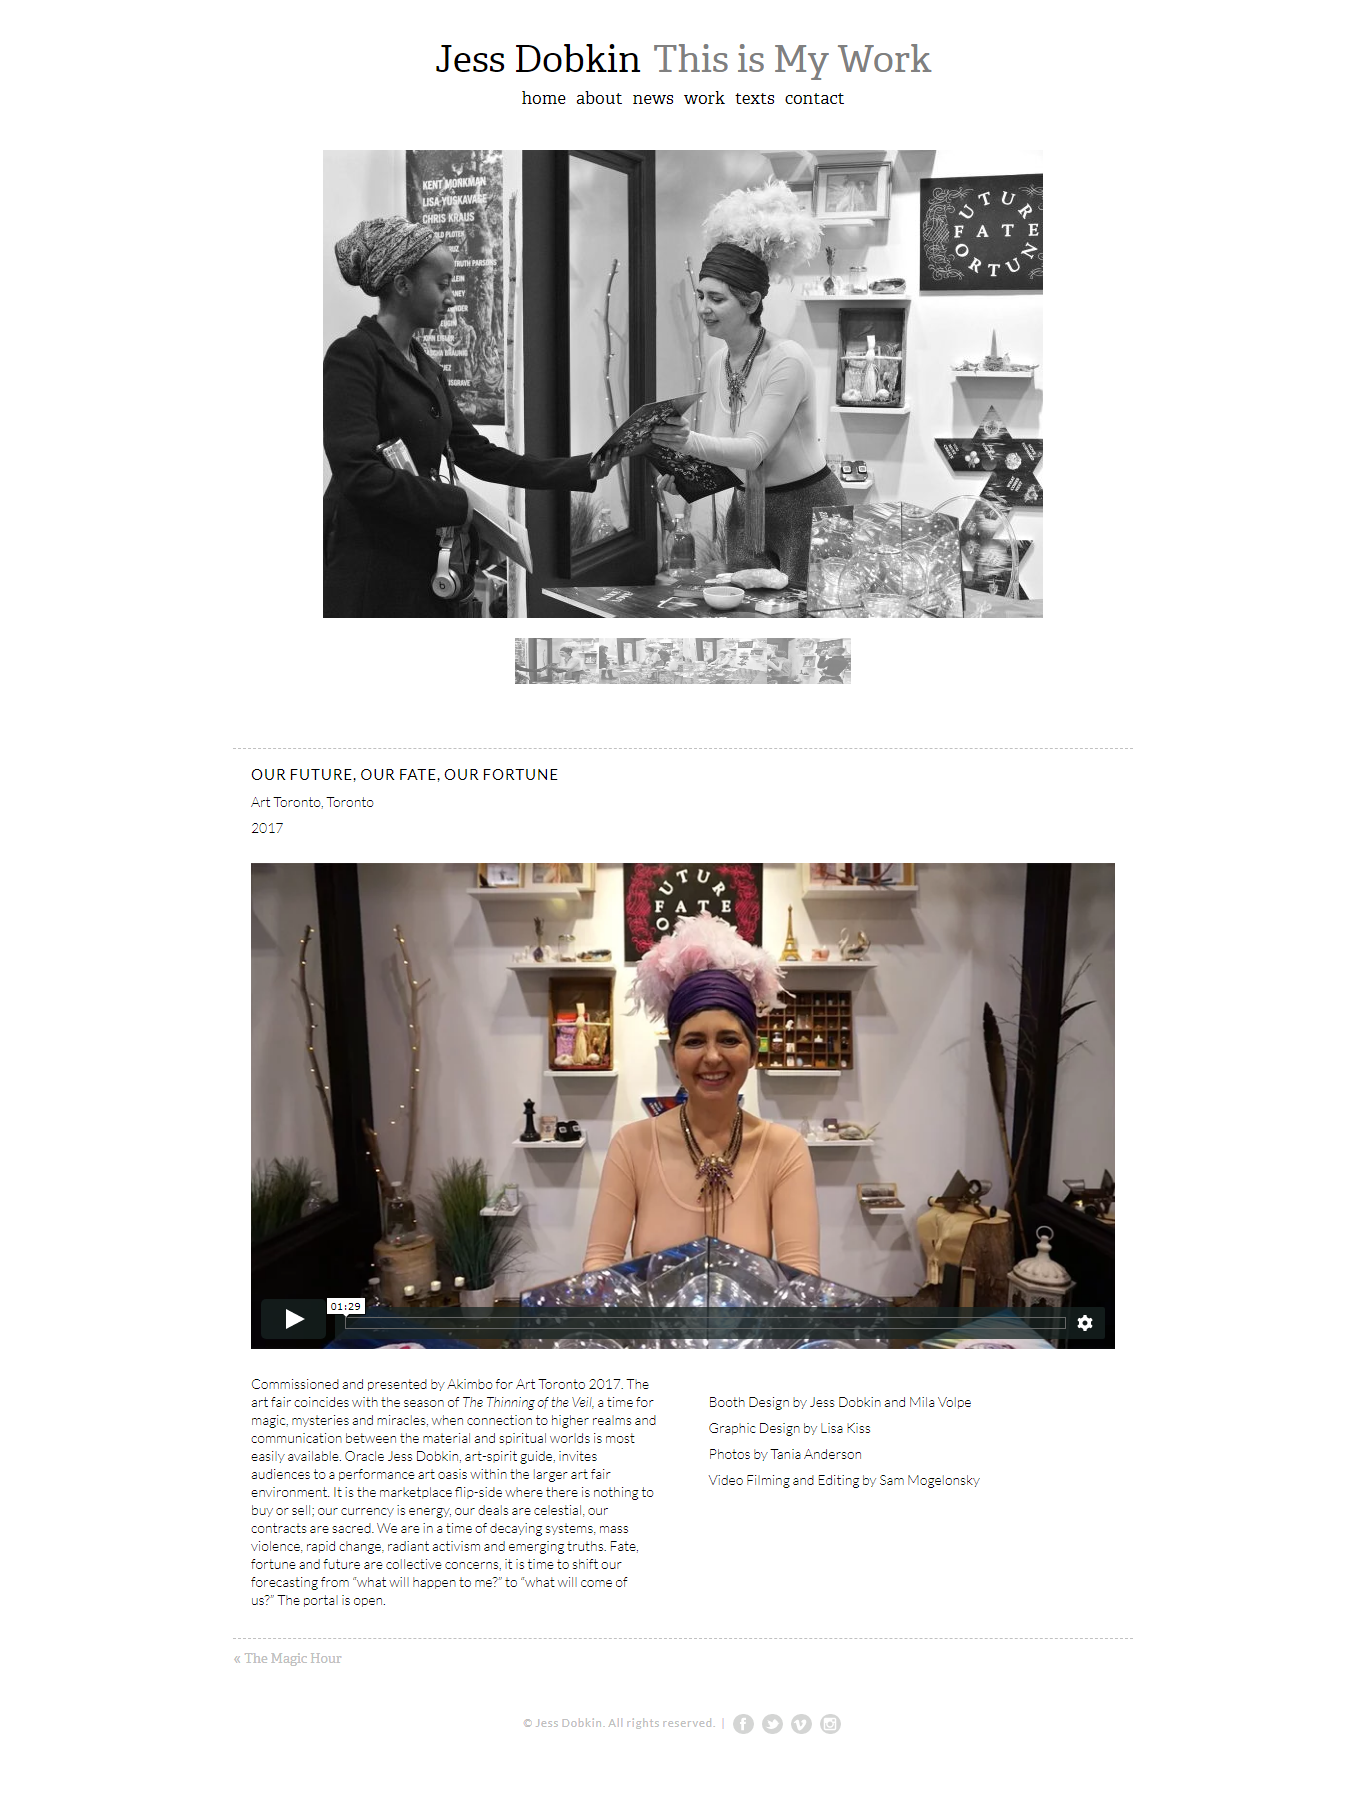 Jess Dobkin This is My Work
home about news work texts contact
KENT MONKMAN
LISA YUSKAVAGE
CHRIS KRAUS
TRUTH PARSONS
UTUR
FATE
ORTUN
OUR FUTURE, OUR FATE, OUR FORTUNE
Art Toronto, Toronto
2017
UTUR
FATE
01:29
Commissioned and presented by Akimbo for Art Toronto 2017. The
art fair coincides with the season of The Thinning of the Veil, a time for
magic, mysteries and miracles, when connection to higher realms and
communication between the material and spiritual worlds is most
easily available. Oracle Jess Dobkin, art-spirit guide, invites
audiences to a performance art oasis within the larger art fair
environment. It is the marketplace flip-side where there is nothing to
buy or sell; our currency is energy, our deals are celestial, our
contracts are sacred. We are in a time of decaying systems, mass
violence, rapid change, radiant activism and emerging truths. Fate,
fortune and future are collective concerns, it is time to shift our
forecasting from “what will happen to me?” to “what will come of
us?” The portal is open.
Booth Design by Jess Dobkin and Mila Volpe
Graphic Design by Lisa Kiss
Photos by Tania Anderson
Video Filming and Editing by Sam Mogelonsky
« The Magic Hour
© Jess Dobkin. All rights reserved. |